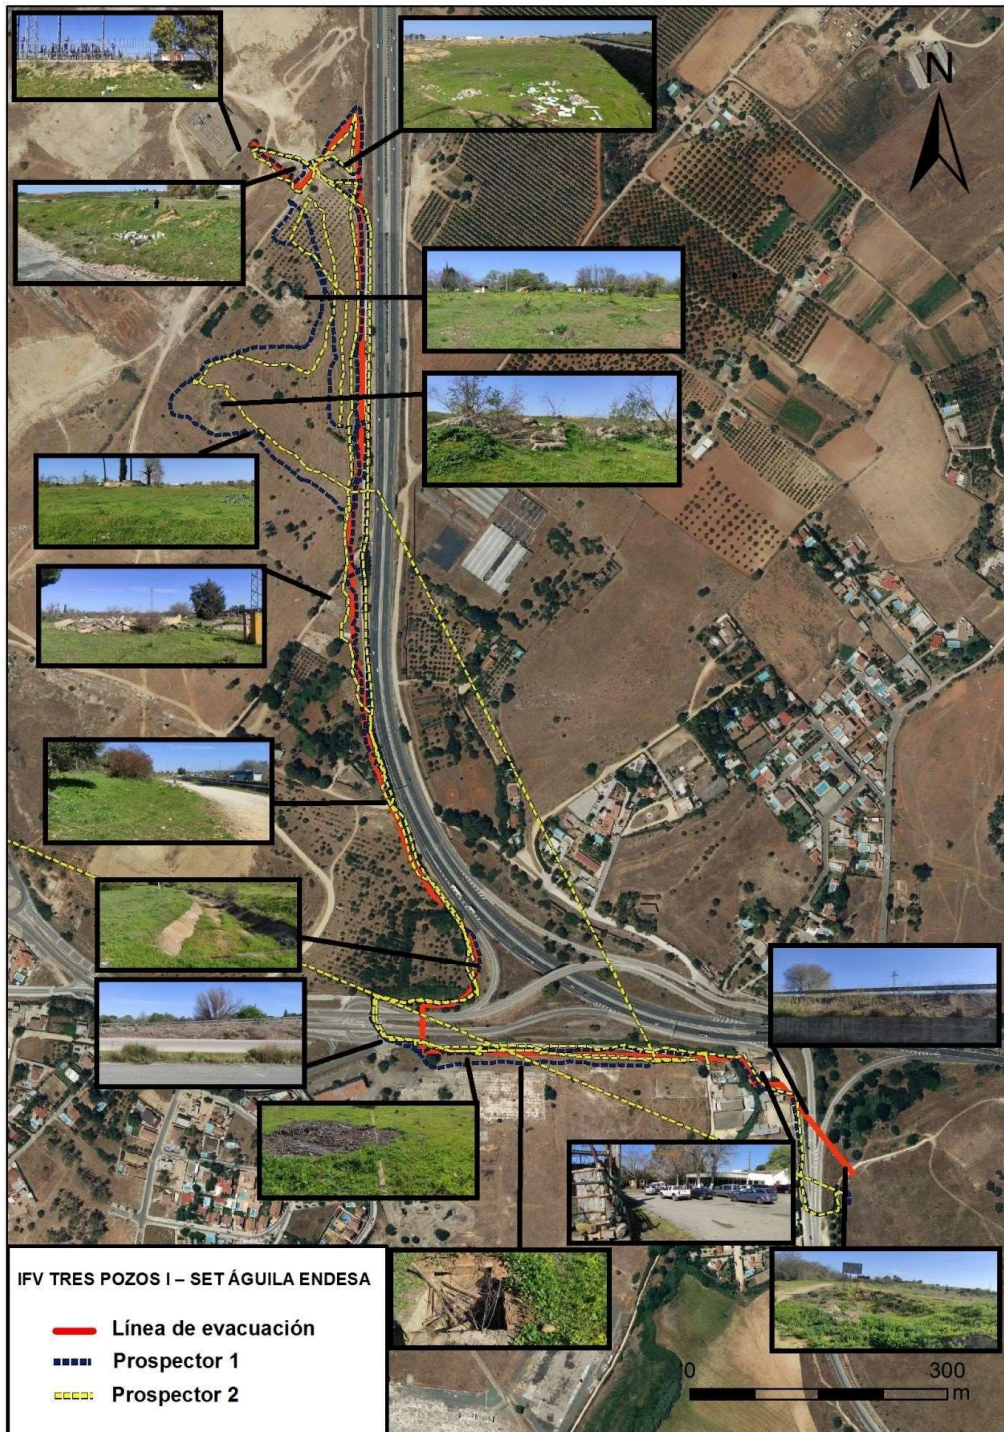 N
IFV TRES POZOS I – SET ÁGUILA ENDESA
Línea de evacuación
Prospector 1
Prospector 2
0 300
m